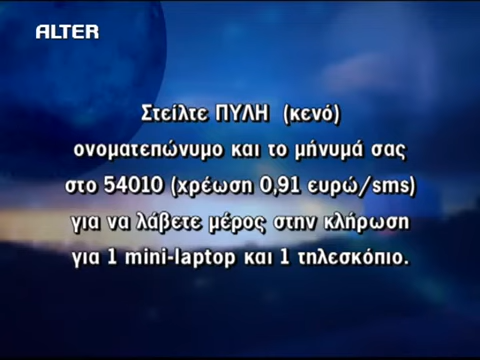 ALTER
Στείλτε ΠΥΛΗ (κενό)
ονοματεπώνυμο και το μήνυμά σας
στο 54010 (χρέωση 0,91 ευρώ/sms)
για να λάβετε μέρος στην κλήρωση
για 1 mini-laptop και 1 τηλεσκόπιο.